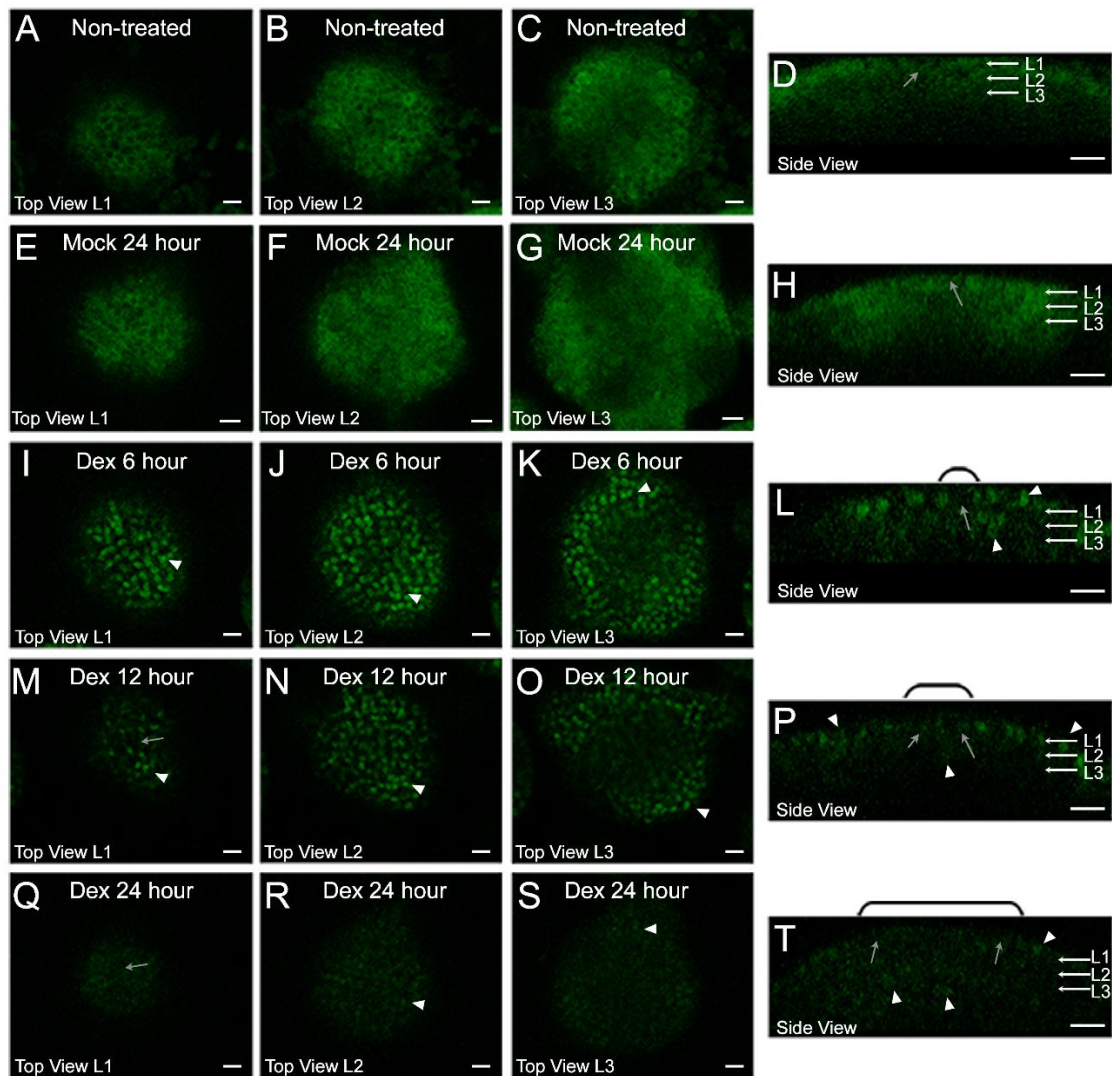 A Non-treated
Top View L1
B Non-treated
Top View L2
C Non-treated
Top View L3
D L1
L2
L3
Side View
E Mock 24 hour
Top View L1
F Mock 24 hour
Top View L2
G Mock 24 hour
Top View L3
H L1
L2
L3
Side View
I Dex 6 hour
Top View L1
J Dex 6 hour
Top View L2
K Dex 6 hour
Top View L3
L L1
L2
L3
Side View
M Dex 12 hour
Top View L1
N Dex 12 hour
Top View L2
O Dex 12 hour
Top View L3
P L1
L2
L3
Side View
Q Dex 24 hour
Top View L1
R Dex 24 hour
Top View L2
S Dex 24 hour
Top View L3
T L1
L2
L3
Side View